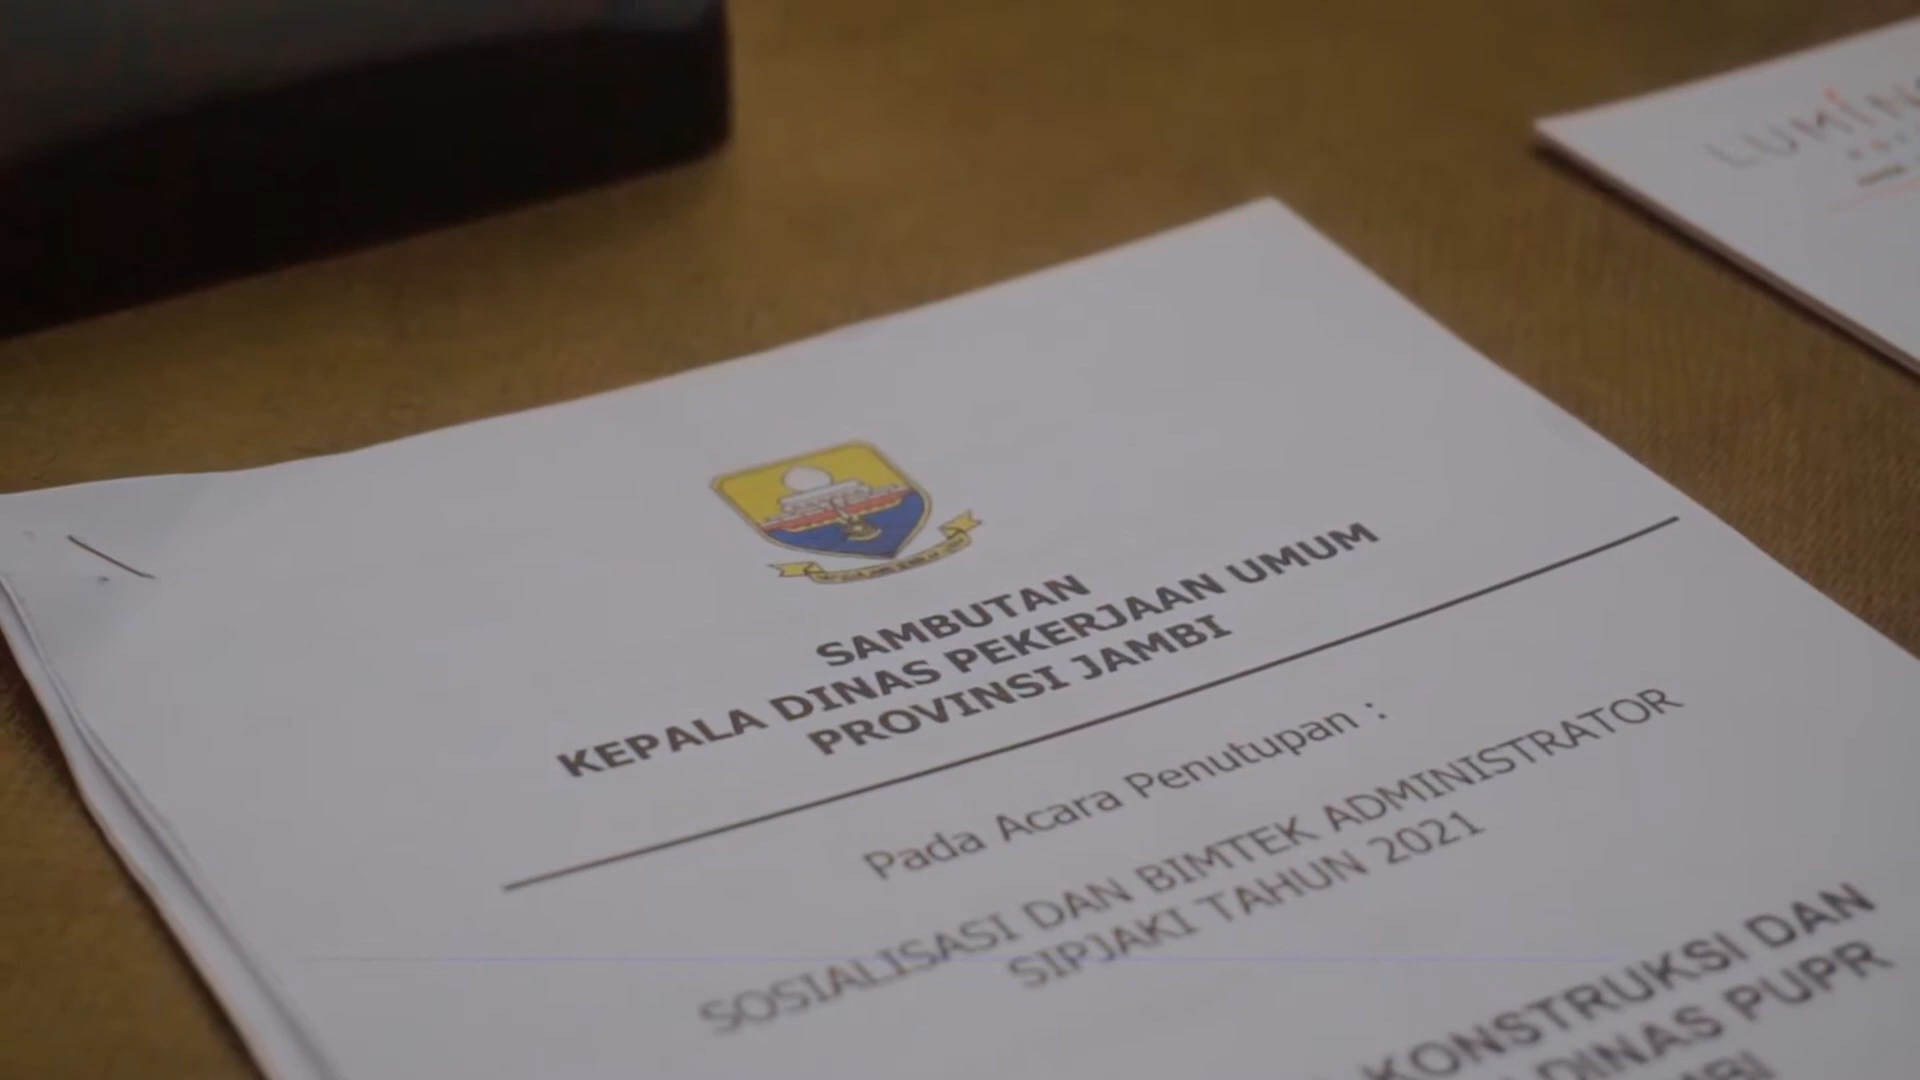 SAMBUTAN
KEPALA DINAS PEKERJAAN UMUM
PROVINSI JAMBI
Pada Acara Penutupan :
SOSIALISASI DAN BIMTEK ADMINISTRATOR
SIPJAKI TAHUN 2021
KONSTRUKSI DAN
DINAS PUPR